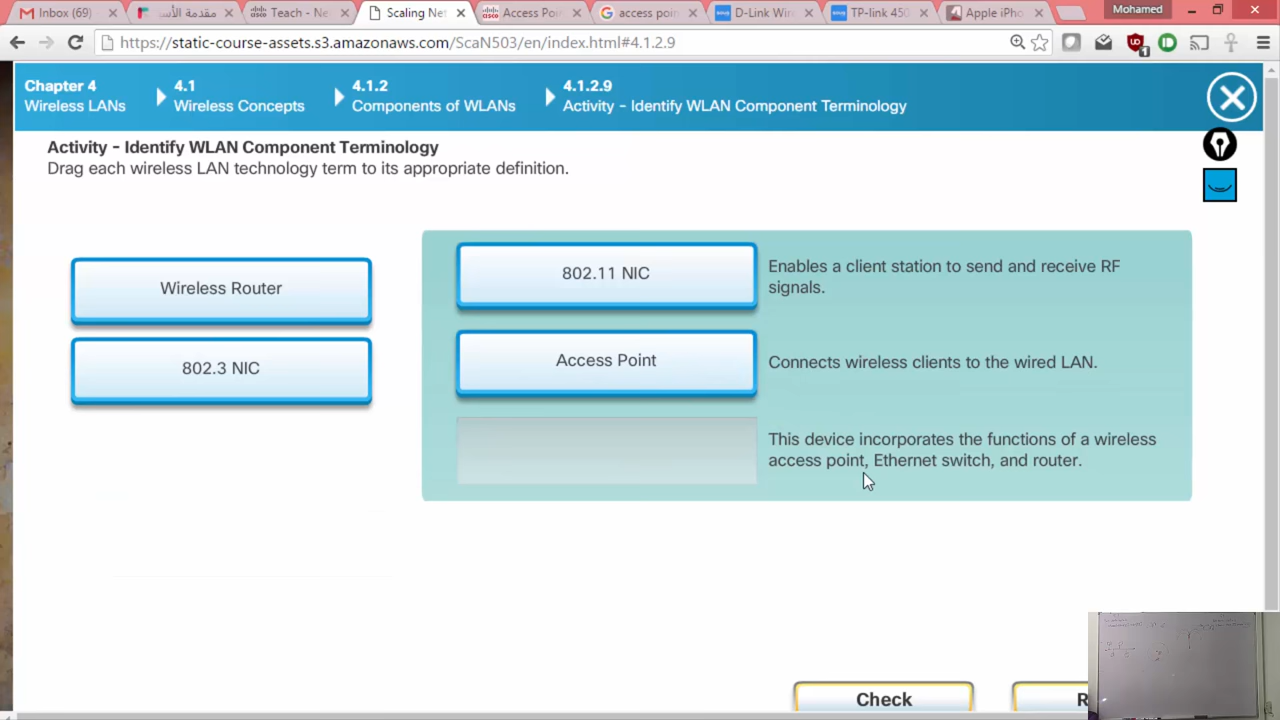 Inbox (69)
مقدمة الأس
Teach - Ne
Scaling Net
Access Poi
access poin
D-Link Wir
TP-link 450
Apple iPho
Mohamed
https://static-course-assets.s3.amazonaws.com/ScaN503/en/index.html#4.1.2.9
Chapter 4
Wireless LANs
4.1
Wireless Concepts
4.1.2
Components of WLANs
4.1.2.9
Activity - Identify WLAN Component Terminology
Activity - Identify WLAN Component Terminology
Drag each wireless LAN technology term to its appropriate definition.
Wireless Router
802.3 NIC
802.11 NIC
Enables a client station to send and receive RF
signals.
Access Point
Connects wireless clients to the wired LAN.
This device incorporates the functions of a wireless
access point, Ethernet switch, and router.
Check
R